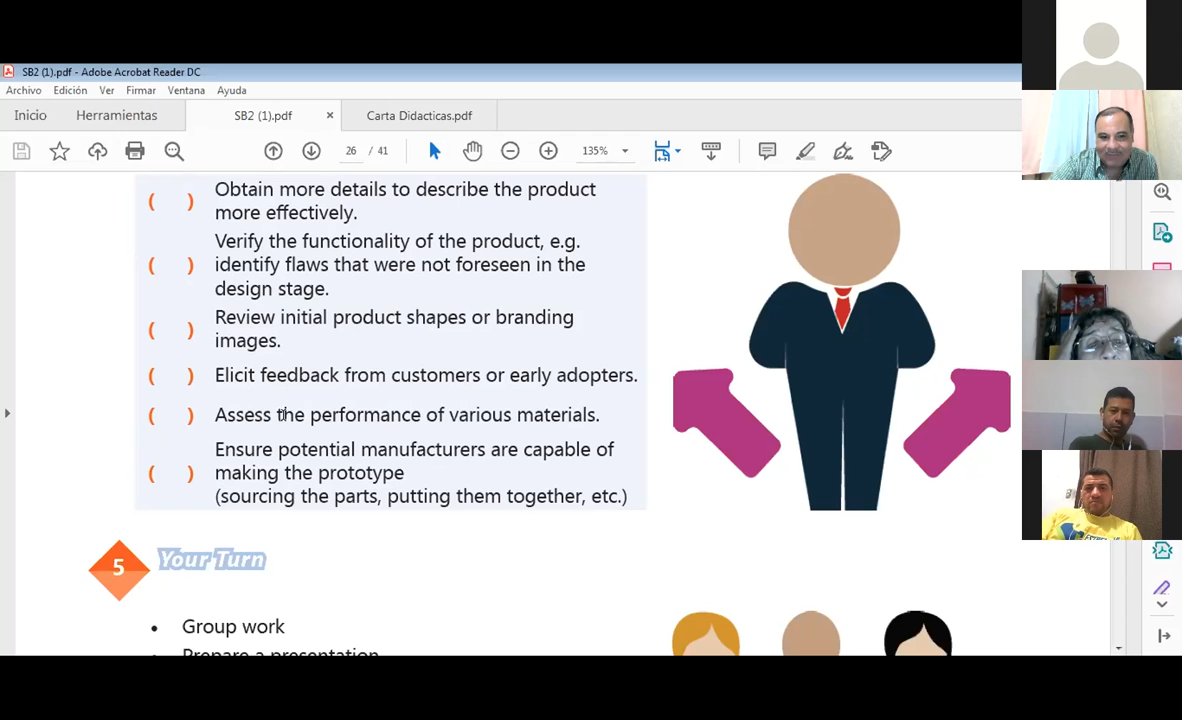 SB2 (1).pdf - Adobe Acrobat Reader DC
Archivo Edición Ver Firmar Ventana Ayuda
Inicio Herramientas SB2 (1).pdf × Carta Didacticas.pdf
26 / 41 135%
( ) Obtain more details to describe the product
more effectively.
( ) Verify the functionality of the product, e.g.
identify flaws that were not foreseen in the
design stage.
( ) Review initial product shapes or branding
images.
( ) Elicit feedback from customers or early adopters.
( ) Assess the performance of various materials.
( ) Ensure potential manufacturers are capable of
making the prototype
(sourcing the parts, putting them together, etc.)
5 Your Turn
• Group work
• Prepare a presentation